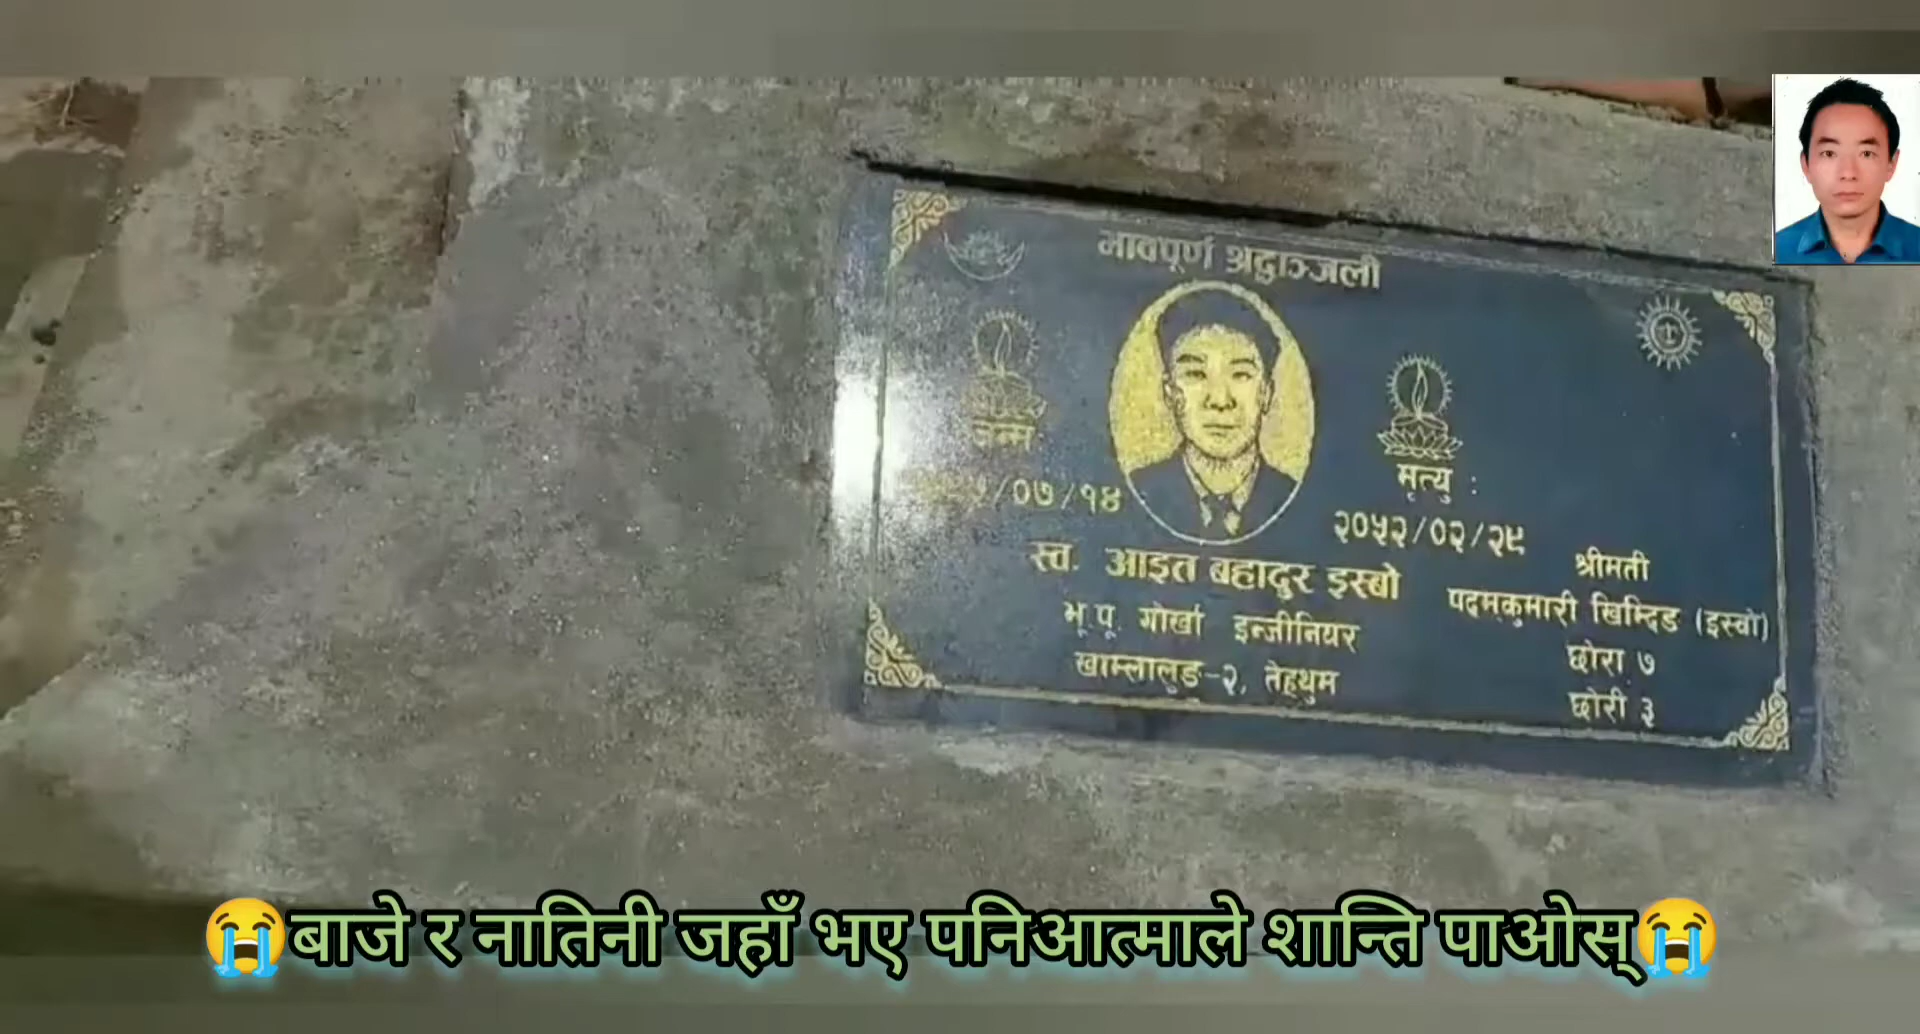 भावपूर्ण श्रद्धाञ्जली
जन्म
/०७/१४
मृत्यु :
२०५२/०२/२९
स्व. आइत बहादुर इस्बो
भू.पू. गोर्खा इन्जीनियर
खाम्लालुङ-२, तेह्रथुम
श्रीमती
पदमकुमारी खिम्दिङ (इस्वो)
छोरा ७
छोरी ३
😭बाजे र नातिनी जहाँ भए पनिआत्माले शान्ति पाओस्😭